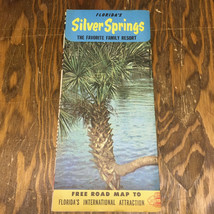 FLORIDA'S
Silver Springs
THE FAVORITE FAMILY RESORT
FREE ROAD MAP TO
FLORIDA'S INTERNATIONAL ATTRACTION